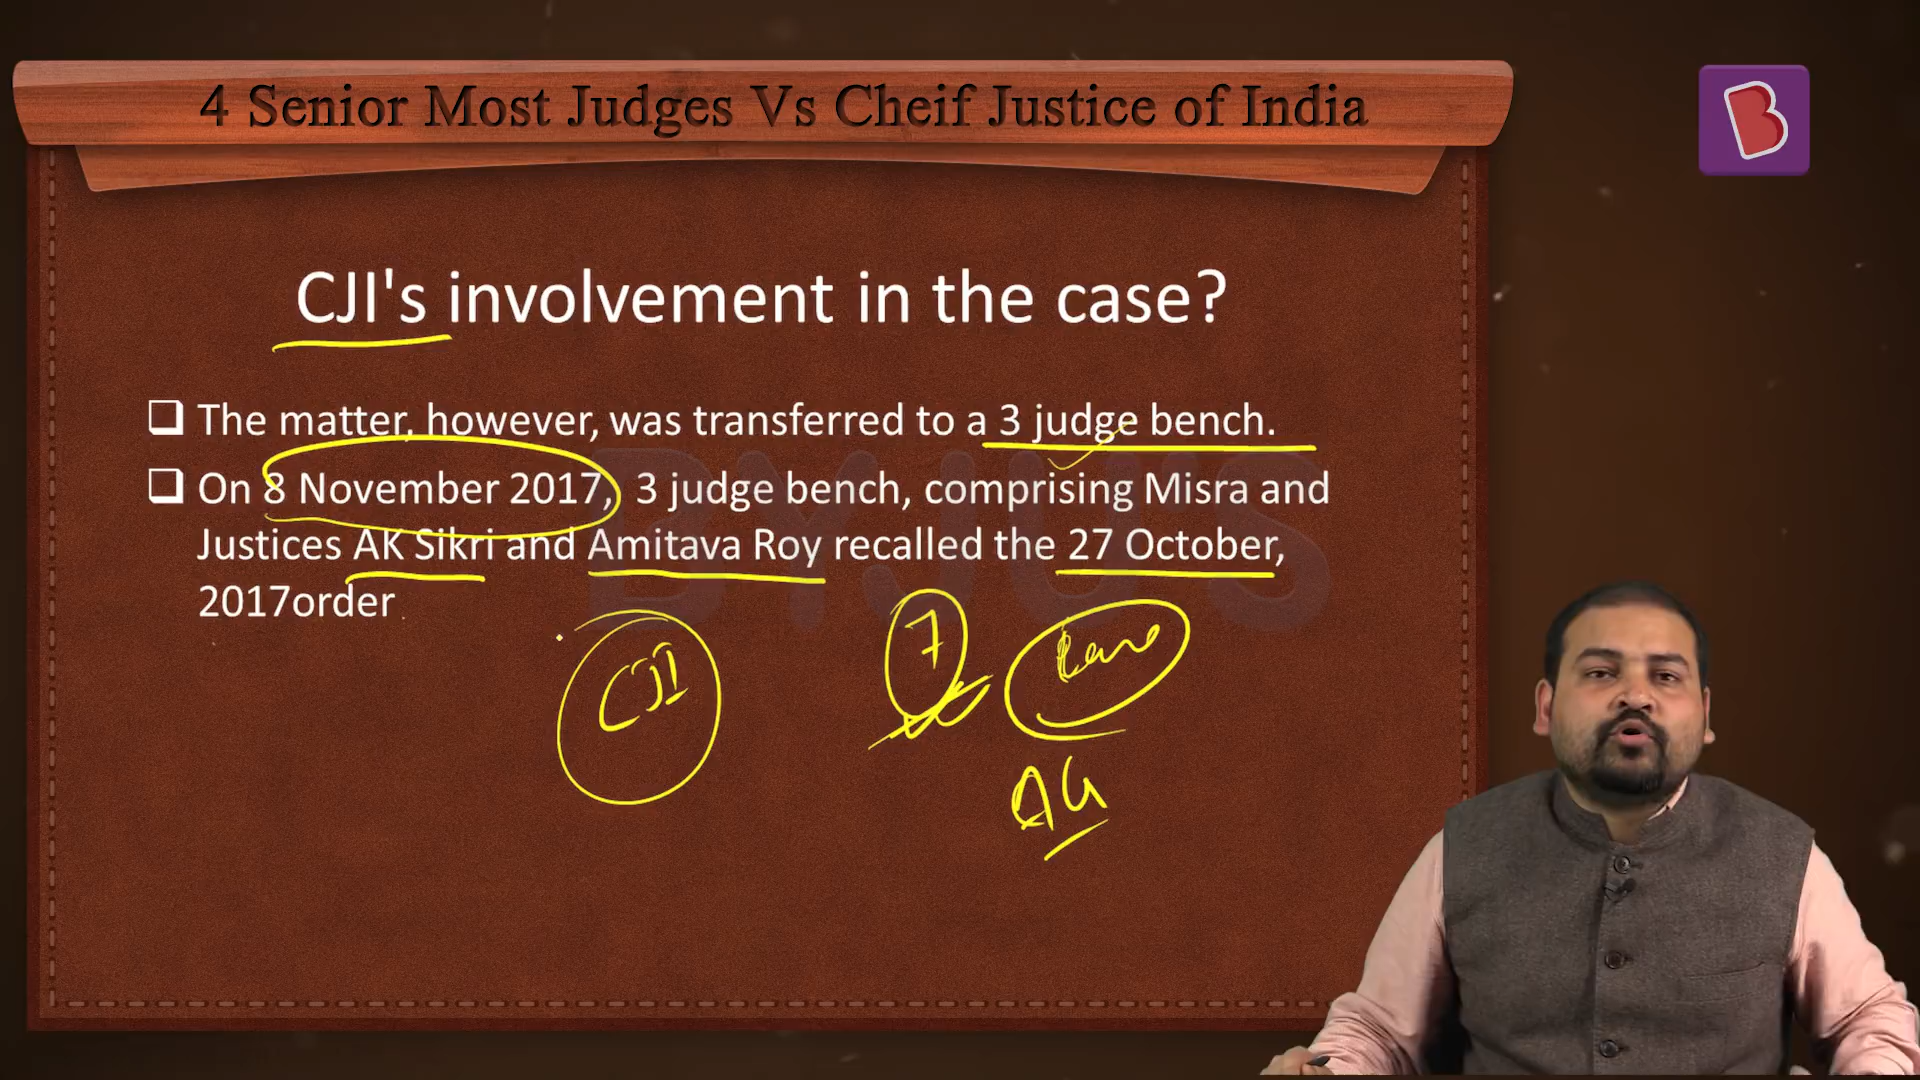 4 Senior Most Judges Vs Cheif Justice of India
B
CJI's involvement in the case?
❑ The matter, however, was transferred to a 3 judge bench.
❑ On 8 November 2017, 3 judge bench, comprising Misra and
Justices AK Sikri and Amitava Roy recalled the 27 October,
2017order
BYJU'S
CJI
7
AG